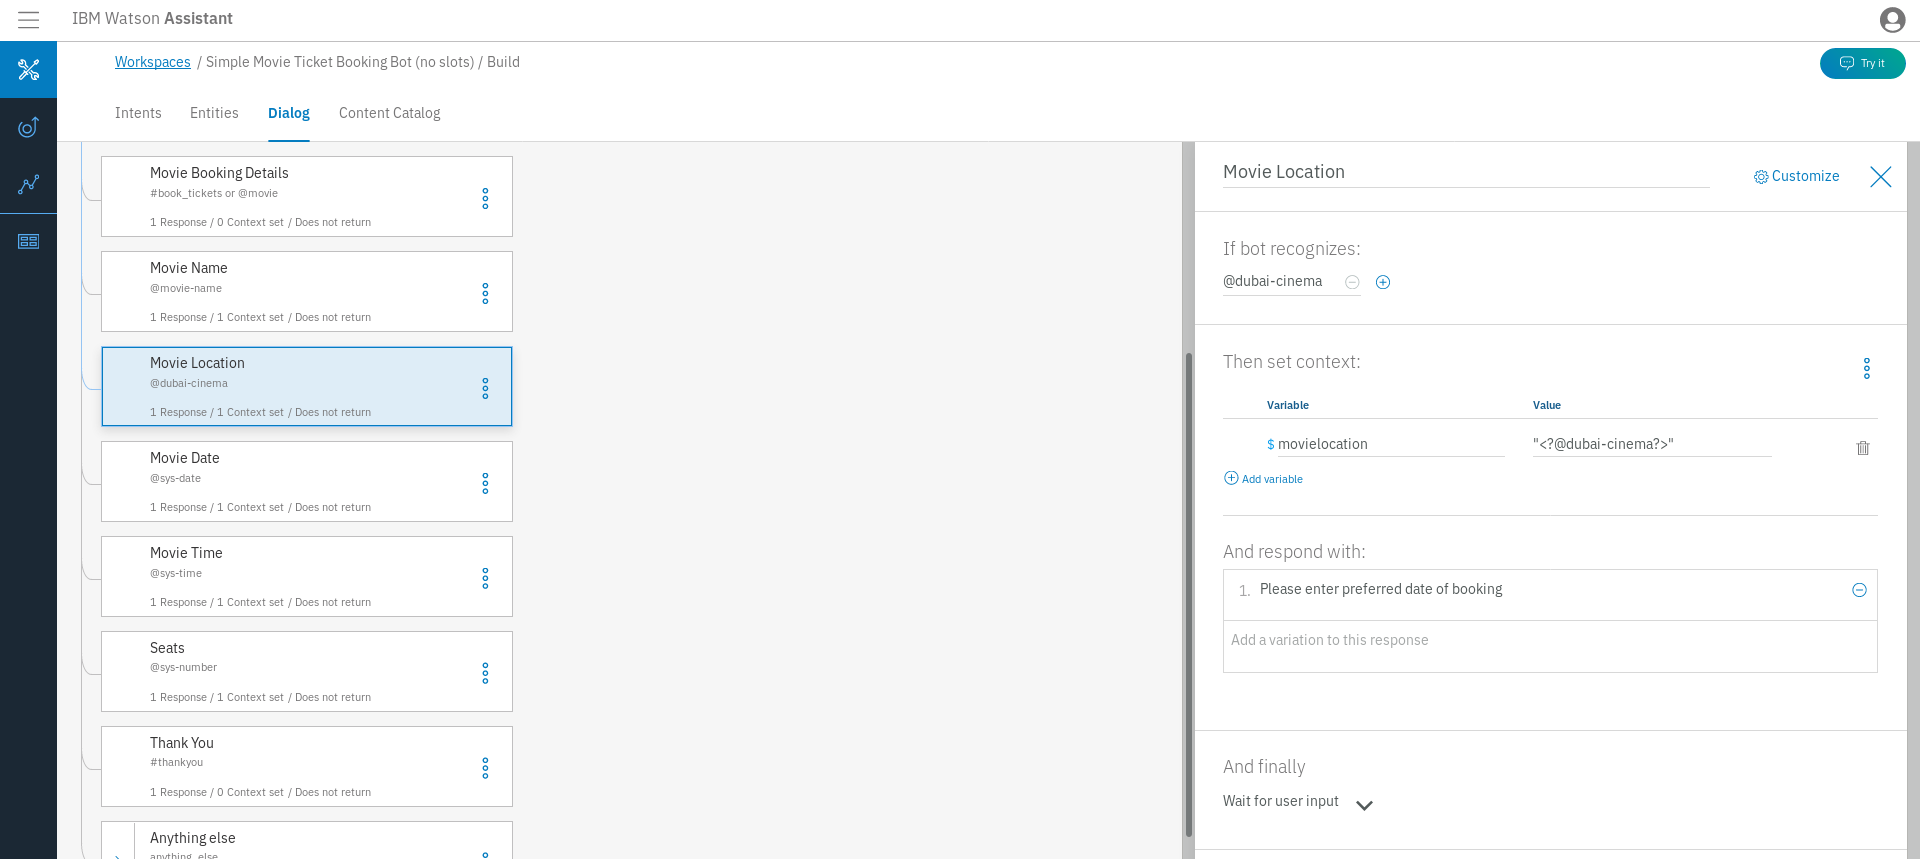 IBM Watson Assistant
Workspaces / Simple Movie Ticket Booking Bot (no slots) / Build
Try it
Intents Entities Dialog Content Catalog
Movie Booking Details
#book_tickets or @movie
1 Response / 0 Context set / Does not return
Movie Name
@movie-name
1 Response / 1 Context set / Does not return
Movie Location
@dubai-cinema
1 Response / 1 Context set / Does not return
Movie Date
@sys-date
1 Response / 1 Context set / Does not return
Movie Time
@sys-time
1 Response / 1 Context set / Does not return
Seats
@sys-number
1 Response / 1 Context set / Does not return
Thank You
#thankyou
1 Response / 0 Context set / Does not return
Anything else
anything_else
Movie Location
Customize
If bot recognizes:
@dubai-cinema
Then set context:
Variable Value
$ movielocation "<?@dubai-cinema?>"
Add variable
And respond with:
1. Please enter preferred date of booking
Add a variation to this response
And finally
Wait for user input